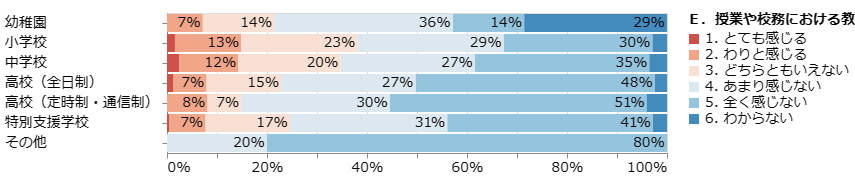 幼稚園 7% 14% 36% 14% 29%
小学校 13% 23% 29% 30%
中学校 12% 20% 27% 35%
高校（全日制） 7% 15% 27% 48%
高校（定時制・通信制） 8% 7% 30% 51%
特別支援学校 7% 17% 31% 41%
その他 20% 80%
0% 20% 40% 60% 80% 100%
E．授業や校務における教
1. とても感じる
2. わりと感じる
3. どちらともいえない
4. あまり感じない
5. 全く感じない
6. わからない